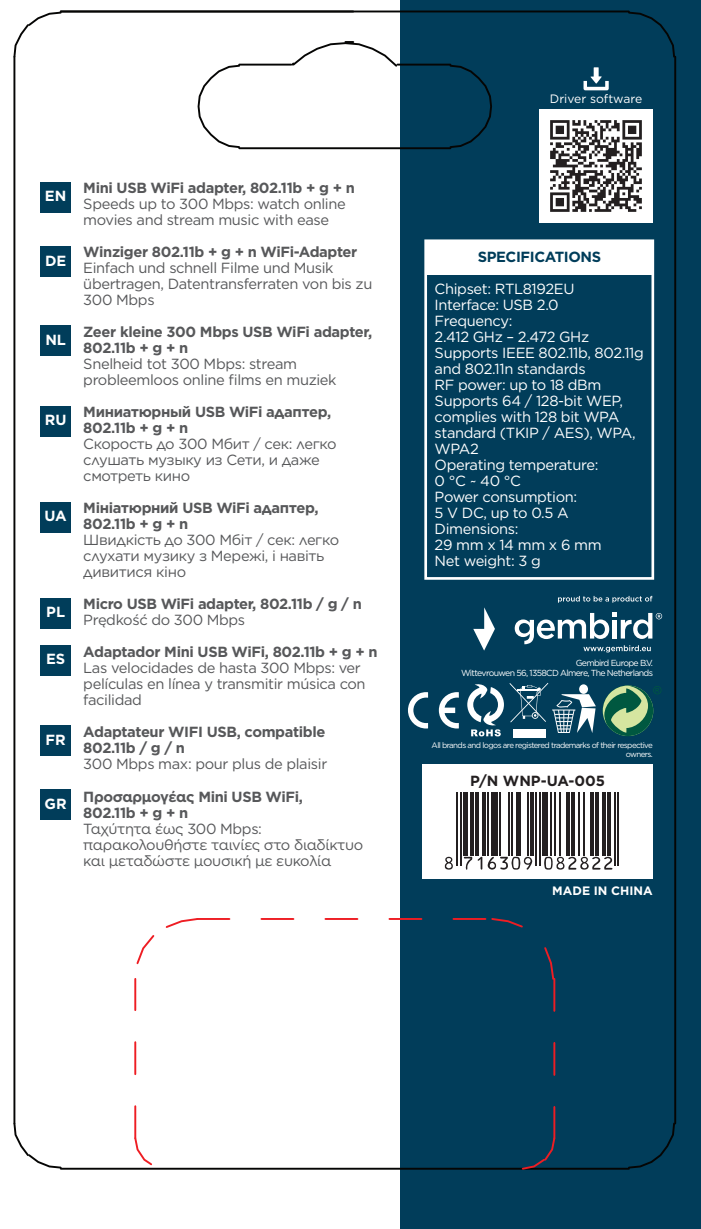 EN
Mini USB WiFi adapter, 802.11b + g + n
Speeds up to 300 Mbps: watch online
movies and stream music with ease
DE
Winziger 802.11b + g + n WiFi-Adapter
Einfach und schnell Filme und Musik
übertragen, Datentransferraten von bis zu
300 Mbps
NL
Zeer kleine 300 Mbps USB WiFi adapter,
802.11b + g + n
Snelheid tot 300 Mbps: stream
probleemloos online films en muziek
RU
Миниатюрный USB WiFi адаптер,
802.11b + g + n
Скорость до 300 Мбит / сек: легко
слушать музыку из Сети, и даже
смотреть кино
UA
Мініатюрний USB WiFi адаптер,
802.11b + g + n
Швидкість до 300 Мбіт / сек: легко
слухати музику з Мережі, і навіть
дивитися кіно
PL
Micro USB WiFi adapter, 802.11b / g / n
Prędkość do 300 Mbps
ES
Adaptador Mini USB WiFi, 802.11b + g + n
Las velocidades de hasta 300 Mbps: ver
películas en línea y transmitir música con
facilidad
FR
Adaptateur WIFI USB, compatible
802.11b / g / n
300 Mbps max: pour plus de plaisir
GR
Προσαρμογέας Mini USB WiFi,
802.11b + g + n
Ταχύτητα έως 300 Mbps:
παρακολουθήστε ταινίες στο διαδίκτυο
και μεταδώστε μουσική με ευκολία
Driver software
SPECIFICATIONS
Chipset: RTL8192EU
Interface: USB 2.0
Frequency:
2.412 GHz – 2.472 GHz
Supports IEEE 802.11b, 802.11g
and 802.11n standards
RF power: up to 18 dBm
Supports 64 / 128-bit WEP,
complies with 128 bit WPA
standard (TKIP / AES), WPA,
WPA2
Operating temperature:
0 °C ~ 40 °C
Power consumption:
5 V DC, up to 0.5 A
Dimensions:
29 mm x 14 mm x 6 mm
Net weight: 3 g
proud to be a product of
gembird®
www.gembird.eu
Gembird Europe B.V.
Wittevrouwen 56, 1358CD Almere, The Netherlands
CE
RoHS
All brands and logos are registered trademarks of their respective
owners.
P/N WNP-UA-005
8 716309 082822
MADE IN CHINA